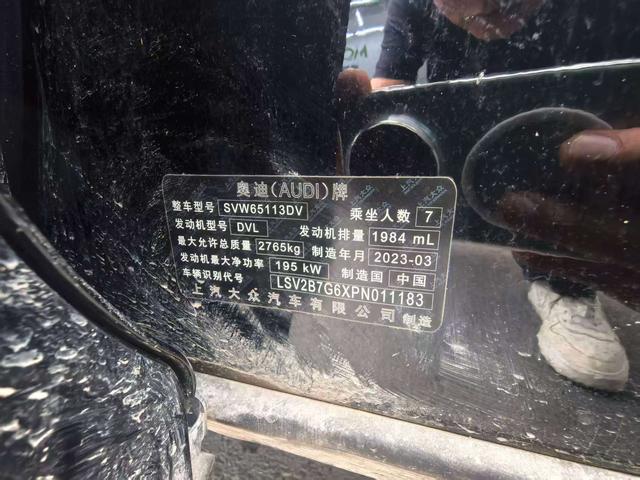 奥迪(AUDI)牌
整车型号 SVW65113DV 乘坐人数 7
发动机型号 DVL 发动机排量 1984 mL
最大允许总质量 2765kg 制造年月 2023-03
发动机最大净功率 195 kW 制造国 中国
车辆识别代号 LSV2B7G6XPN011183
上汽大众汽车有限公司 制造